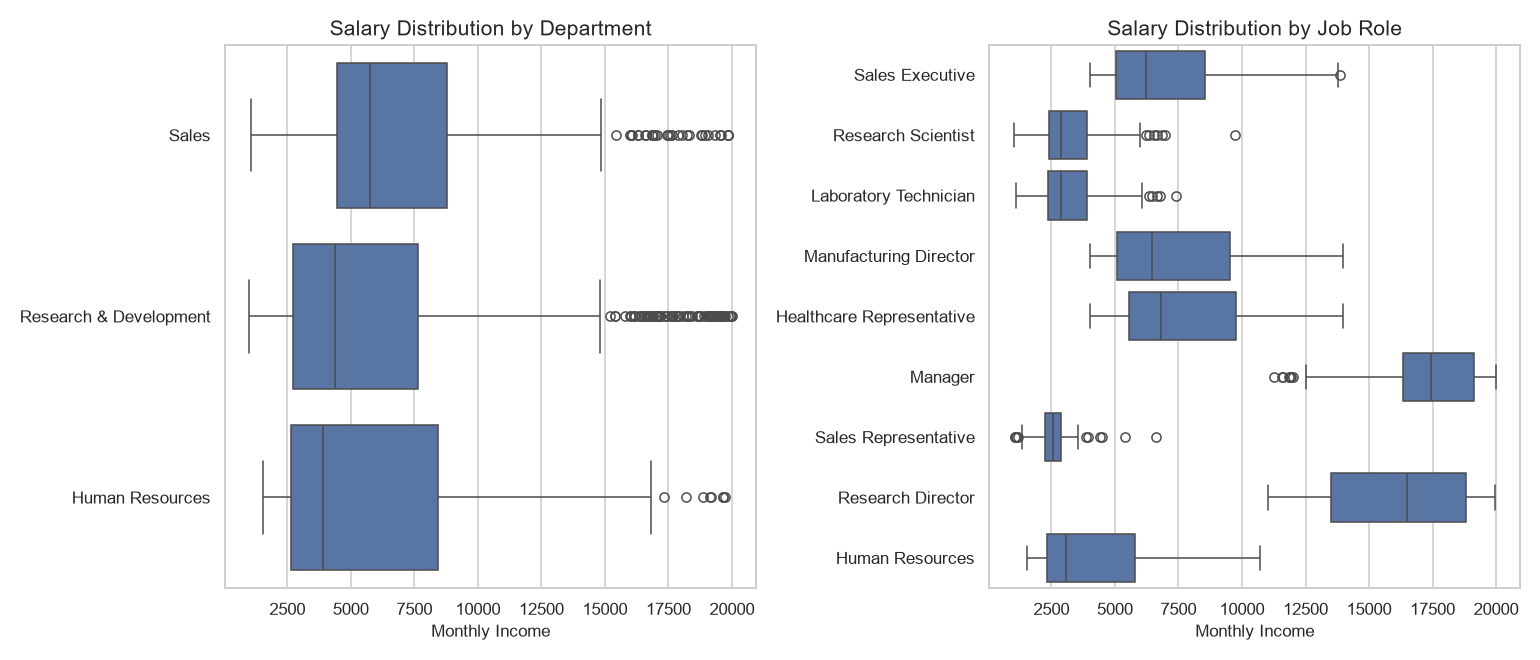 Salary Distribution by Department
Sales
Research & Development
Human Resources
2500 5000 7500 10000 12500 15000 17500 20000
Monthly Income
Salary Distribution by Job Role
Sales Executive
Research Scientist
Laboratory Technician
Manufacturing Director
Healthcare Representative
Manager
Sales Representative
Research Director
Human Resources
2500 5000 7500 10000 12500 15000 17500 20000
Monthly Income